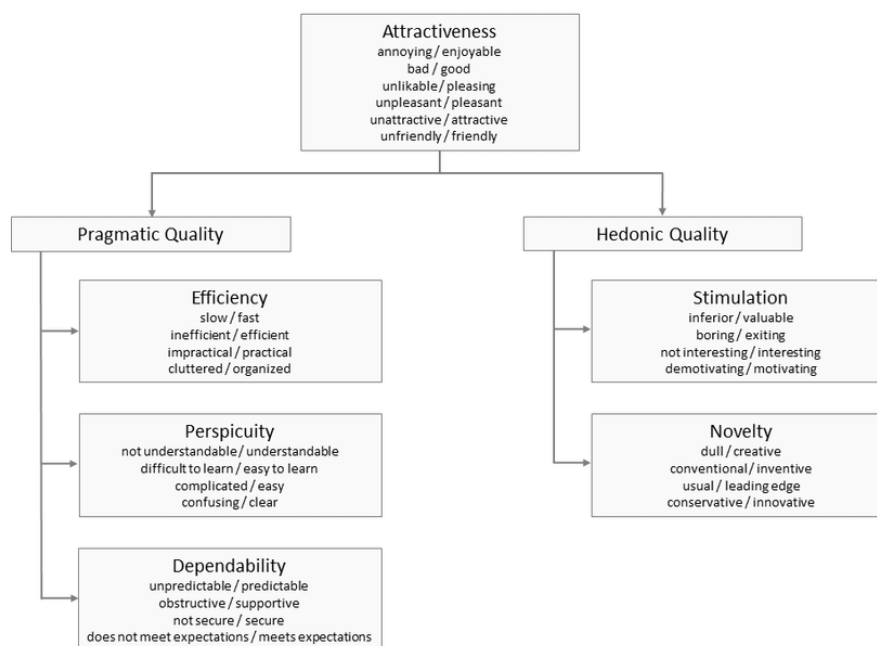 Attractiveness
annoying / enjoyable
bad / good
unlikable / pleasing
unpleasant / pleasant
unattractive / attractive
unfriendly / friendly
Pragmatic Quality
Efficiency
slow / fast
inefficient / efficient
impractical / practical
cluttered / organized
Perspicuity
not understandable / understandable
difficult to learn / easy to learn
complicated / easy
confusing / clear
Dependability
unpredictable / predictable
obstructive / supportive
not secure / secure
does not meet expectations / meets expectations
Hedonic Quality
Stimulation
inferior / valuable
boring / exiting
not interesting / interesting
demotivating / motivating
Novelty
dull / creative
conventional / inventive
usual / leading edge
conservative / innovative